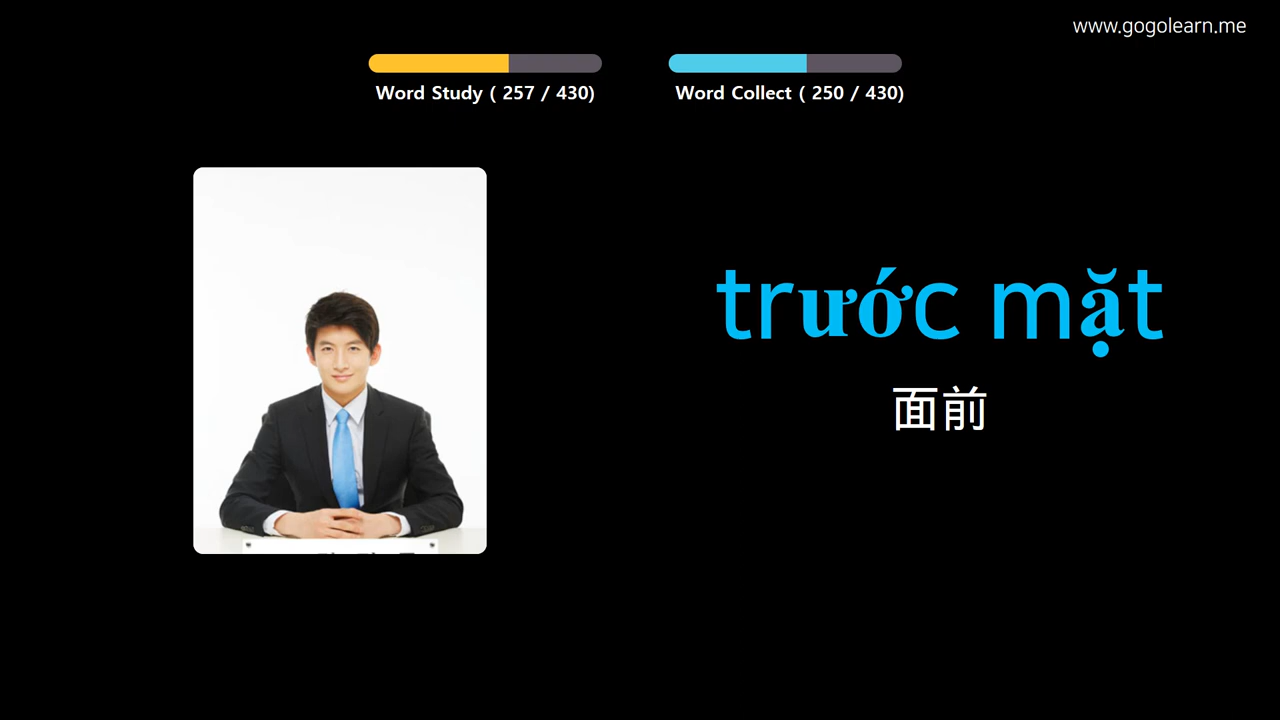 www.gogolearn.me
Word Study ( 257 / 430)
Word Collect ( 250 / 430)
trước mặt
面前